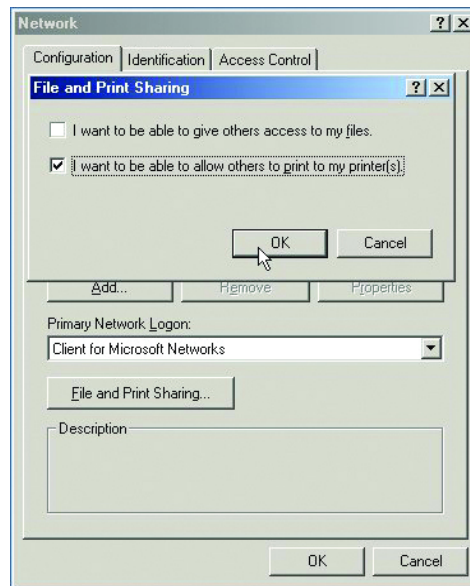 Network
Configuration Identification Access Control
File and Print Sharing
I want to be able to give others access to my files.
I want to be able to allow others to print to my printer(s).
OK Cancel
Add... Remove Properties
Primary Network Logon:
Client for Microsoft Networks
File and Print Sharing...
Description
OK Cancel